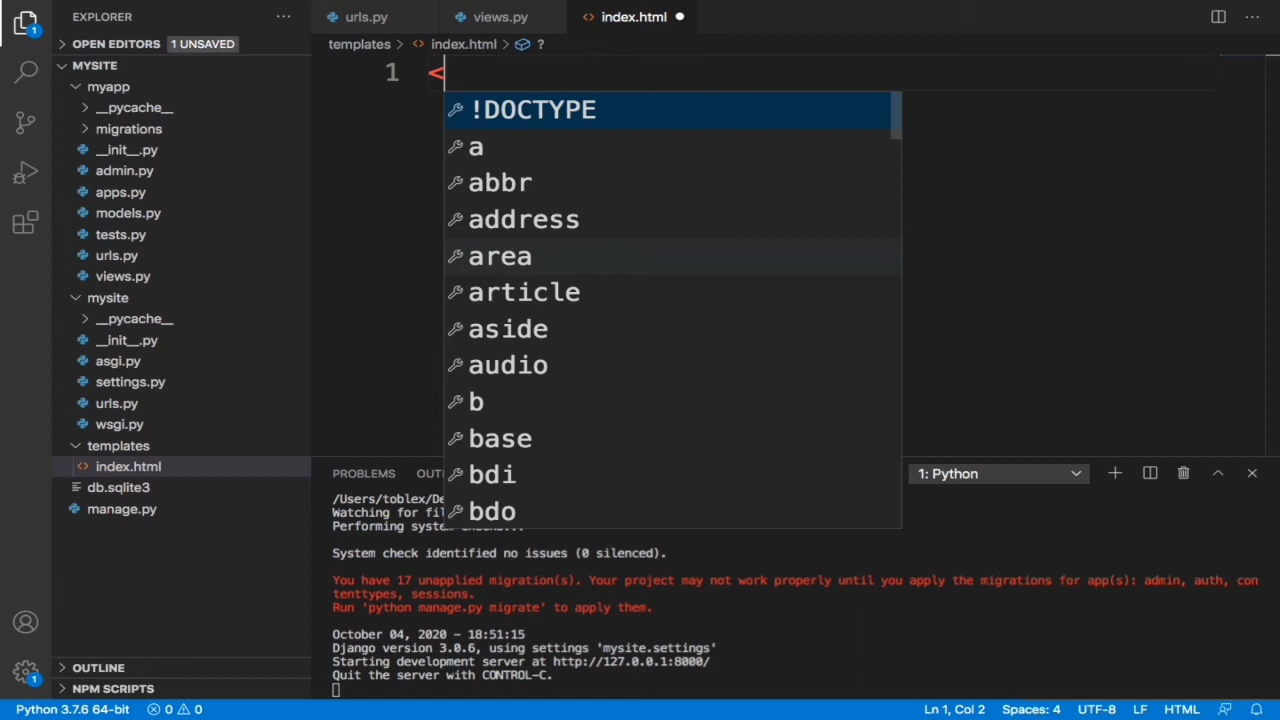 EXPLORER
urls.py
views.py
index.html
OPEN EDITORS
1 UNSAVED
templates > index.html > ?
MYSITE
myapp
__pycache__
migrations
__init__.py
admin.py
apps.py
models.py
tests.py
urls.py
views.py
mysite
__pycache__
__init__.py
asgi.py
settings.py
urls.py
wsgi.py
templates
index.html
db.sqlite3
manage.py
OUTLINE
NPM SCRIPTS
1
1 <
!DOCTYPE
a
abbr
address
area
article
aside
audio
b
base
bdi
bdo
PROBLEMS
1: Python
Watching for
Performing system
System check identified no issues (0 silenced).
You have 17 unapplied migration(s). Your project may not work properly until you apply the migrations for app(s): admin, auth, con
tenttypes, sessions.
Run 'python manage.py migrate' to apply them.
October 04, 2020 - 18:51:15
Django version 3.0.6, using settings 'mysite.settings'
Starting development server at http://127.0.0.1:8000/
Quit the server with CONTROL-C.
1
Python 3.7.6 64-bit
0 0
Ln 1, Col 2
Spaces: 4
UTF-8
LF
HTML